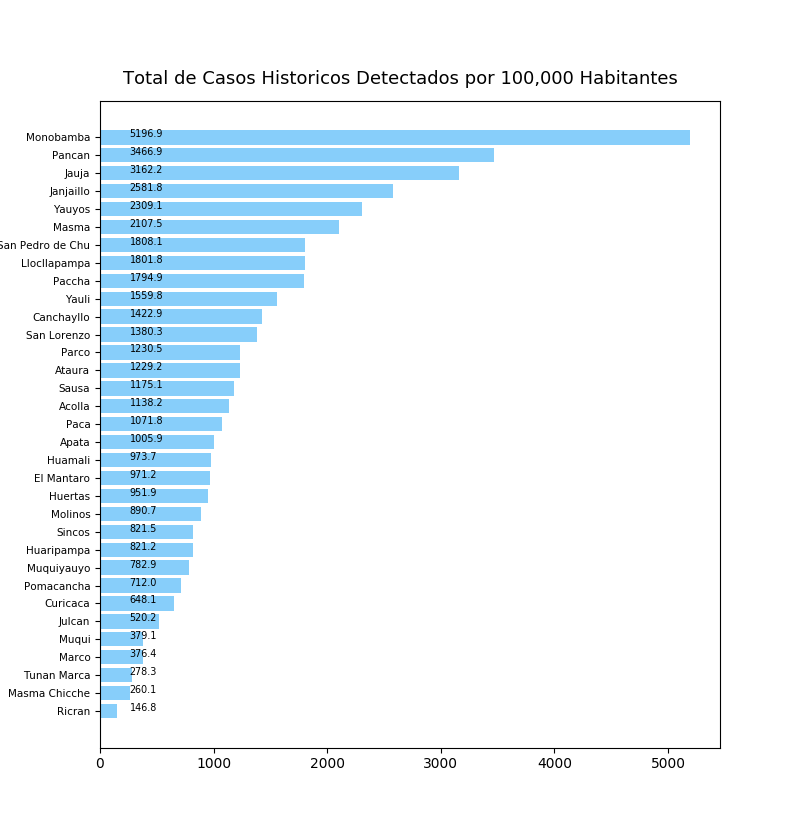 Total de Casos Historicos Detectados por 100,000 Habitantes
Monobamba 5196.9
Pancan 3466.9
Jauja 3162.2
Janjaillo 2581.8
Yauyos 2309.1
Masma 2107.5
San Pedro de Chu 1808.1
Llocllapampa 1801.8
Paccha 1794.9
Yauli 1559.8
Canchayllo 1422.9
San Lorenzo 1380.3
Parco 1230.5
Ataura 1229.2
Sausa 1175.1
Acolla 1138.2
Paca 1071.8
Apata 1005.9
Huamali 973.7
El Mantaro 971.2
Huertas 951.9
Molinos 890.7
Sincos 821.5
Huaripampa 821.2
Muquiyauyo 782.9
Pomacancha 712.0
Curicaca 648.1
Julcan 520.2
Muqui 379.1
Marco 376.4
Tunan Marca 278.3
Masma Chicche 260.1
Ricran 146.8
0 1000 2000 3000 4000 5000